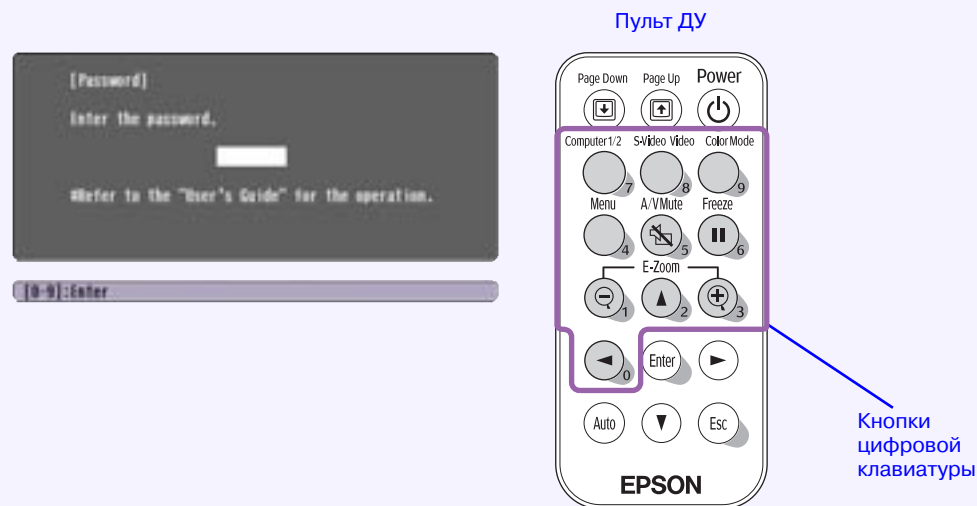 Пульт ДУ
[Password]
Enter the password.
※Refer to the "User's Guide" for the operation.
[0-9]:Enter
Page Down Page Up Power
Computer1/2 S-Video Video Color Mode
7 8 9
Menu A/V Mute Freeze
4 5 6
E-Zoom
1 2 3
0 Enter
Auto Esc
EPSON
Кнопки
цифровой
клавиатуры